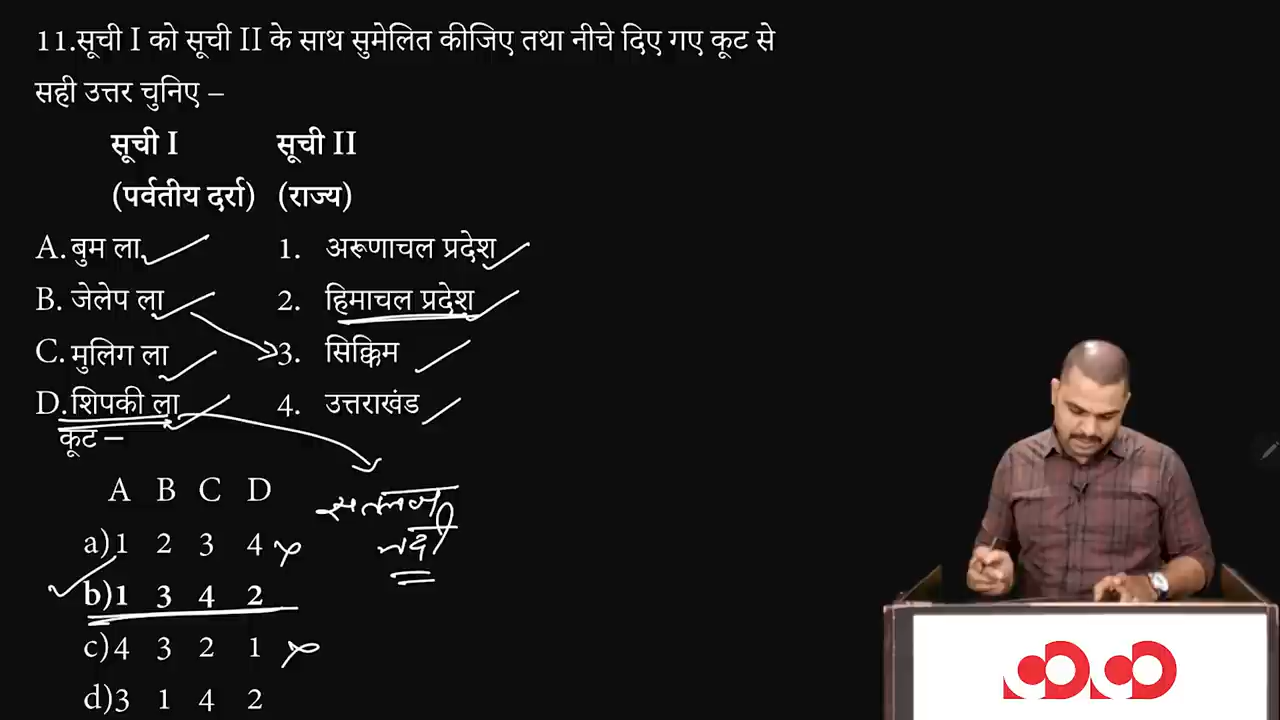 11.सूची I को सूची II के साथ सुमेलित कीजिए तथा नीचे दिए गए कूट से
सही उत्तर चुनिए –
सूची I सूची II
(पर्वतीय दर्रा) (राज्य)
A. बुम ला 1. अरूणाचल प्रदेश
B. जेलेप ला 2. हिमाचल प्रदेश
C. मुलिग ला 3. सिक्किम
D. शिपकी ला 4. उत्तराखंड
कूट –
A B C D
सतलज
नदी
a)1 2 3 4
b)1 3 4 2
c)4 3 2 1
d)3 1 4 2